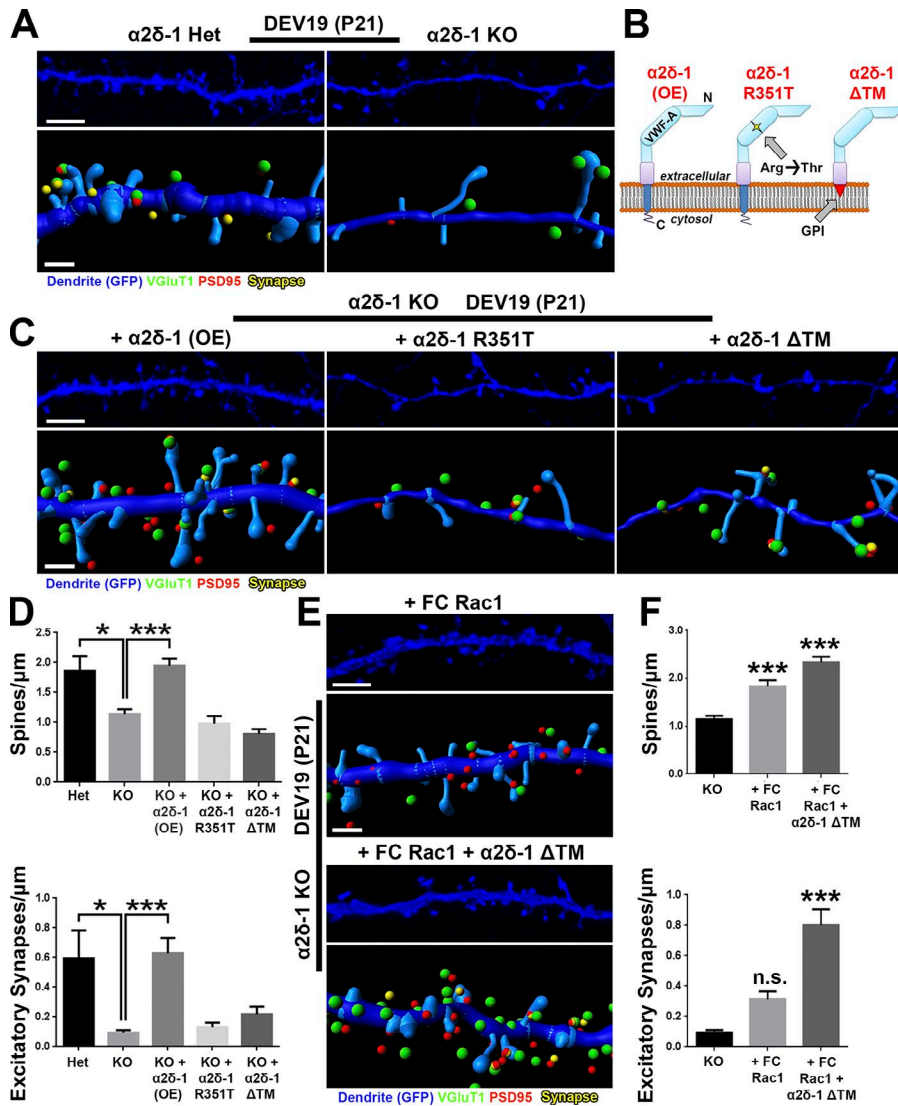 A
DEV19 (P21)
α2δ-1 Het
α2δ-1 KO
Dendrite (GFP) VGluT1 PSD95 Synapse
B
α2δ-1 (OE)
α2δ-1 R351T
α2δ-1 ΔTM
N
VWF-A
Arg→Thr
extracellular
cytosol
C
GPI
C
α2δ-1 KO DEV19 (P21)
+ α2δ-1 (OE)
+ α2δ-1 R351T
+ α2δ-1 ΔTM
Dendrite (GFP) VGluT1 PSD95 Synapse
D
Spines/μm
2.5
2.0
1.5
1.0
0.5
0.0
* ***
Het
KO
KO + α2δ-1 (OE)
KO + α2δ-1 R351T
KO + α2δ-1 ΔTM
Excitatory Synapses/μm
0.8
0.6
0.4
0.2
0.0
* ***
Het
KO
KO + α2δ-1 (OE)
KO + α2δ-1 R351T
KO + α2δ-1 ΔTM
E
+ FC Rac1
DEV19 (P21)
α2δ-1 KO
+ FC Rac1 + α2δ-1 ΔTM
Dendrite (GFP) VGluT1 PSD95 Synapse
F
Spines/μm
3.0
2.0
1.0
0.0
***
***
KO
+ FC Rac1
+ FC Rac1 + α2δ-1 ΔTM
Excitatory Synapses/μm
1.0
0.8
0.6
0.4
0.2
0.0
n.s.
***
KO
+ FC Rac1
+ FC Rac1 + α2δ-1 ΔTM